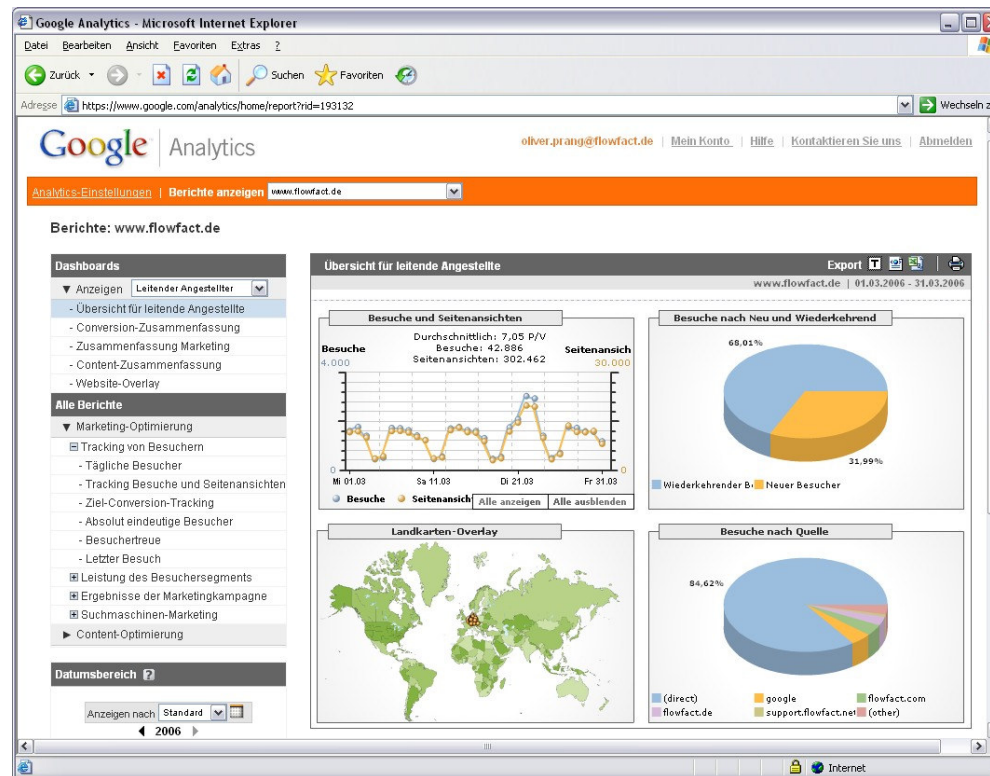 Google Analytics - Microsoft Internet Explorer
Datei Bearbeiten Ansicht Favoriten Extras ?
Zurück Suchen Favoriten
Adresse https://www.google.com/analytics/home/report?rid=193132 Wechseln z
Google Analytics
oliver.prang@flowfact.de | Mein Konto | Hilfe | Kontaktieren Sie uns | Abmelden
Analytics-Einstellungen | Berichte anzeigen www.flowfact.de
Berichte: www.flowfact.de
Dashboards
Anzeigen Leitender Angestellter
- Übersicht für leitende Angestellte
- Conversion-Zusammenfassung
- Zusammenfassung Marketing
- Content-Zusammenfassung
- Website-Overlay
Alle Berichte
Marketing-Optimierung
Tracking von Besuchern
- Tägliche Besucher
- Tracking Besuche und Seitenansichten
- Ziel-Conversion-Tracking
- Absolut eindeutige Besucher
- Besuchertreue
- Letzter Besuch
Leistung des Besuchersegments
Ergebnisse der Marketingkampagne
Suchmaschinen-Marketing
Content-Optimierung
Datumsbereich ?
Anzeigen nach Standard
2006
Übersicht für leitende Angestellte Export T
www.flowfact.de | 01.03.2006 - 31.03.2006
Besuche und Seitenansichten
Durchschnittlich: 7,05 P/V
Besuche: 42.886
Seitenansichten: 302.462
Besuche Seitenansich
4.000 30.000
0 0
Mi 01.03 Sa 11.03 Di 21.03 Fr 31.03
Besuche Seitenansich Alle anzeigen Alle ausblenden
Besuche nach Neu und Wiederkehrend
68,01%
31,99%
Wiederkehrender B Neuer Besucher
Landkarten-Overlay
Besuche nach Quelle
84,62%
(direct) google flowfact.com
flowfact.de support.flowfact.net (other)
Internet